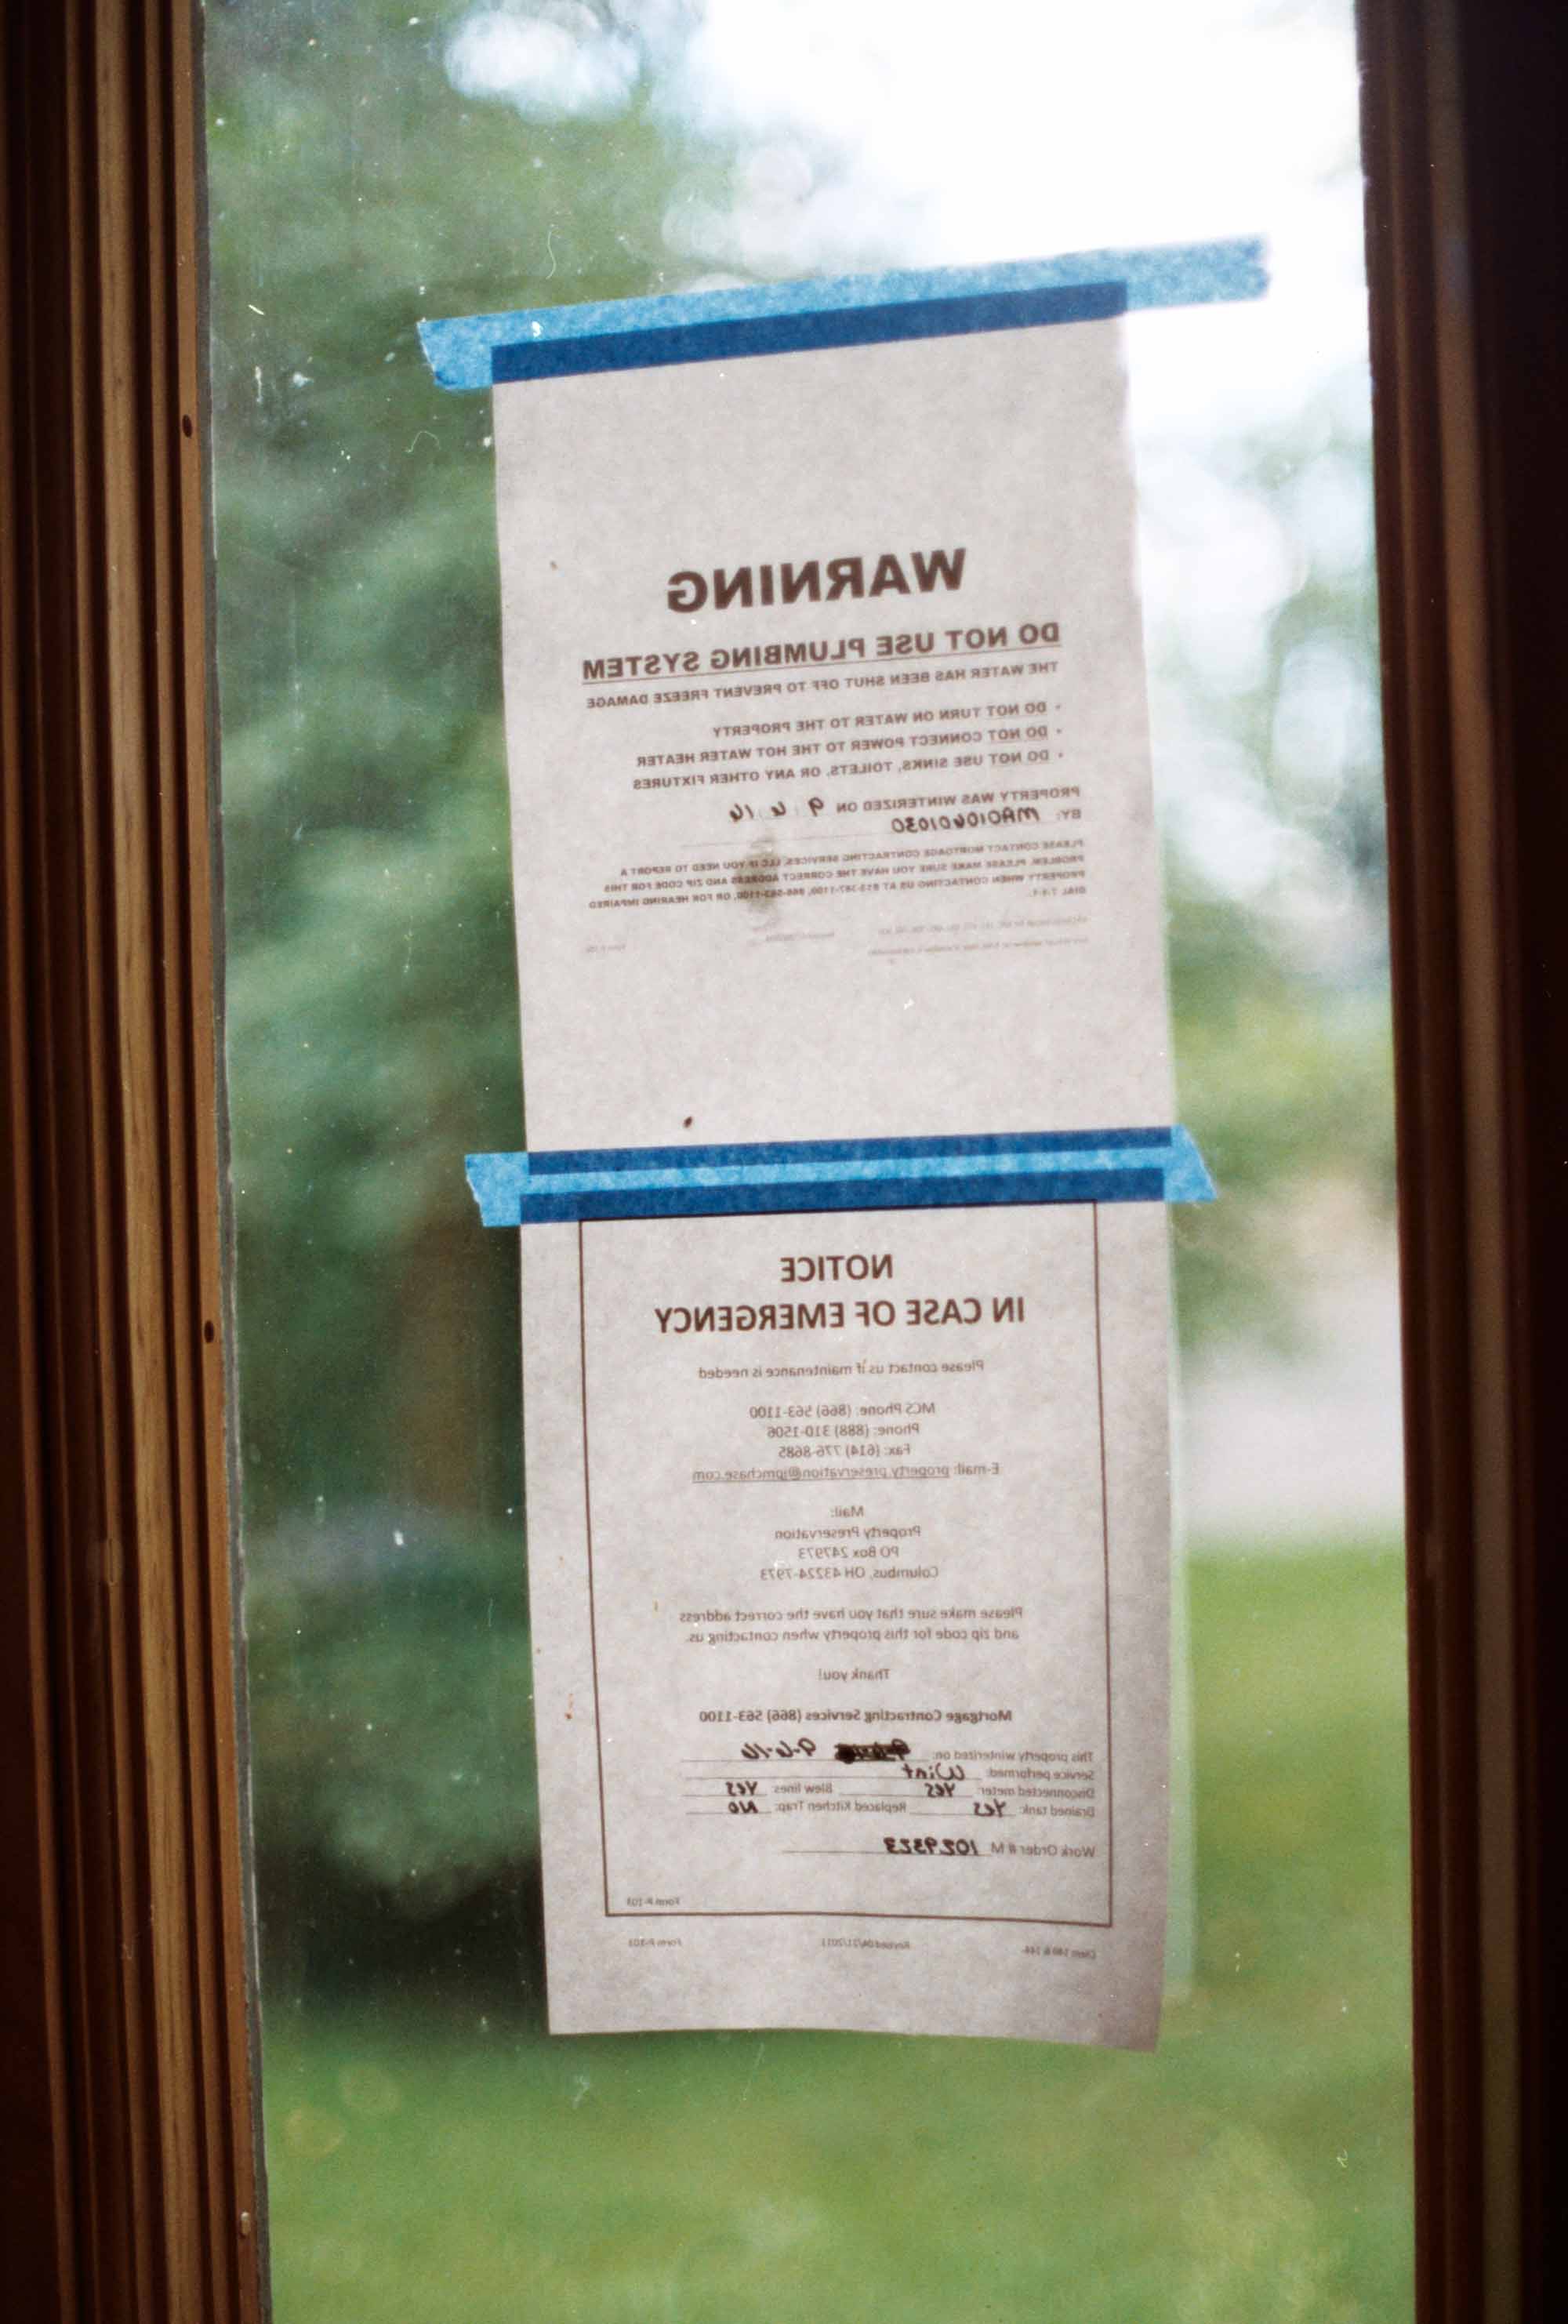 WARNING
DO NOT USE PLUMBING SYSTEM
THE WATER HAS BEEN SHUT OFF TO PREVENT FREEZE DAMAGE
• DO NOT TURN ON WATER TO THE PROPERTY
• DO NOT CONNECT POWER TO THE HOT WATER HEATER
• DO NOT USE SINKS, TOILETS, OR ANY OTHER FIXTURES
PROPERTY WAS WINTERIZED ON 9 6 16
BY: MA010601030
PLEASE CONTACT MORTGAGE CONTRACTING SERVICES, LLC IF YOU NEED TO REPORT A
PROBLEM. PLEASE MAKE SURE YOU HAVE THE CORRECT ADDRESS AND ZIP CODE FOR THIS
PROPERTY WHEN CONTACTING US AT 813-387-1100, 866-563-1100, OR FOR HEARING IMPAIRED
DIAL 7-1-1.
NOTICE
IN CASE OF EMERGENCY
Please contact us if maintenance is needed
MCS Phone: (866) 563-1100
Phone: (888) 310-1506
Fax: (614) 776-8685
E-mail: property.preservation@jpmchase.com
Mail:
Property Preservation
PO Box 247973
Columbus, OH 43224-7973
Please make sure that you have the correct address
and zip code for this property when contacting us.
Thank you!
Mortgage Contracting Services (866) 563-1100
This property winterized on: 9-6-16
Service performed: Wint
Disconnected meter: Yes Blew lines: Yes
Drained tank: Yes Replaced Kitchen Trap: No
Work Order # M 1029323
Form P-103
Client 140 & 144 Revised 04/21/2011 Form P-103